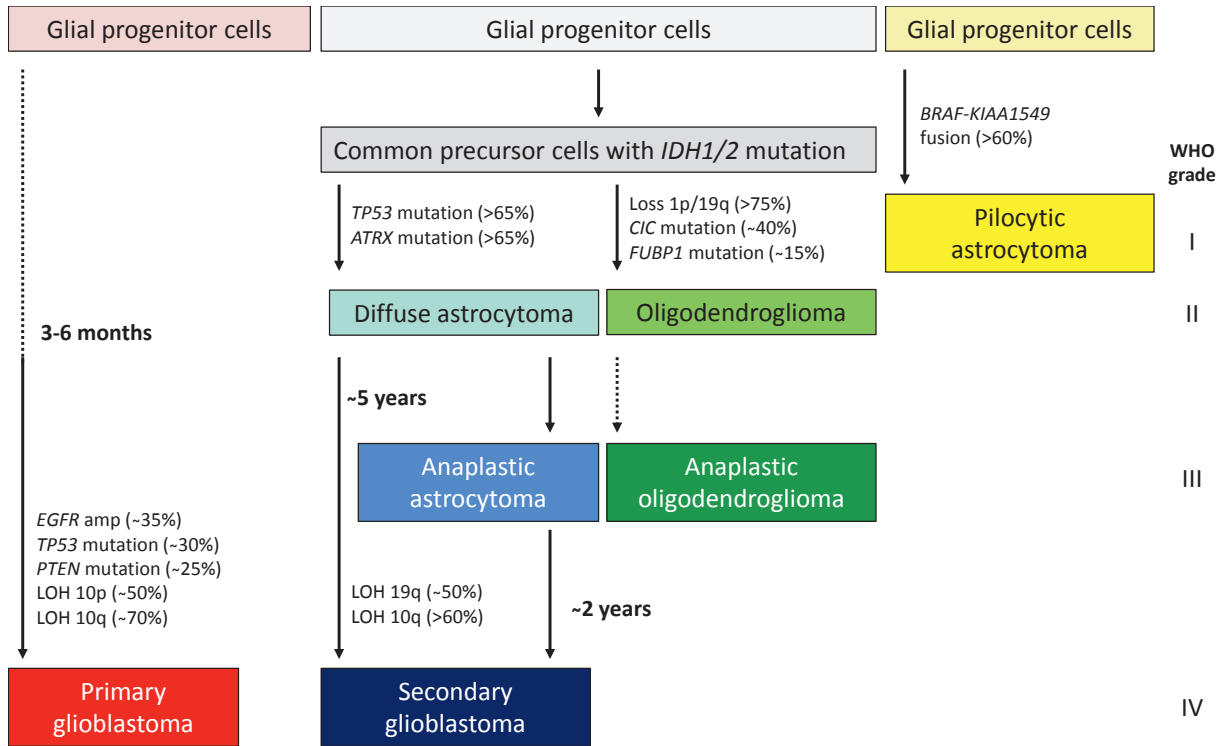 Glial progenitor cells
Glial progenitor cells
Glial progenitor cells
BRAF-KIAA1549
fusion (>60%)
WHO
grade
Common precursor cells with IDH1/2 mutation
TP53 mutation (>65%)
ATRX mutation (>65%)
Loss 1p/19q (>75%)
CIC mutation (~40%)
FUBP1 mutation (~15%)
Pilocytic
astrocytoma
I
Diffuse astrocytoma
Oligodendroglioma
II
3-6 months
~5 years
Anaplastic
astrocytoma
Anaplastic
oligodendroglioma
III
EGFR amp (~35%)
TP53 mutation (~30%)
PTEN mutation (~25%)
LOH 10p (~50%)
LOH 10q (~70%)
LOH 19q (~50%)
LOH 10q (>60%)
~2 years
Primary
glioblastoma
Secondary
glioblastoma
IV